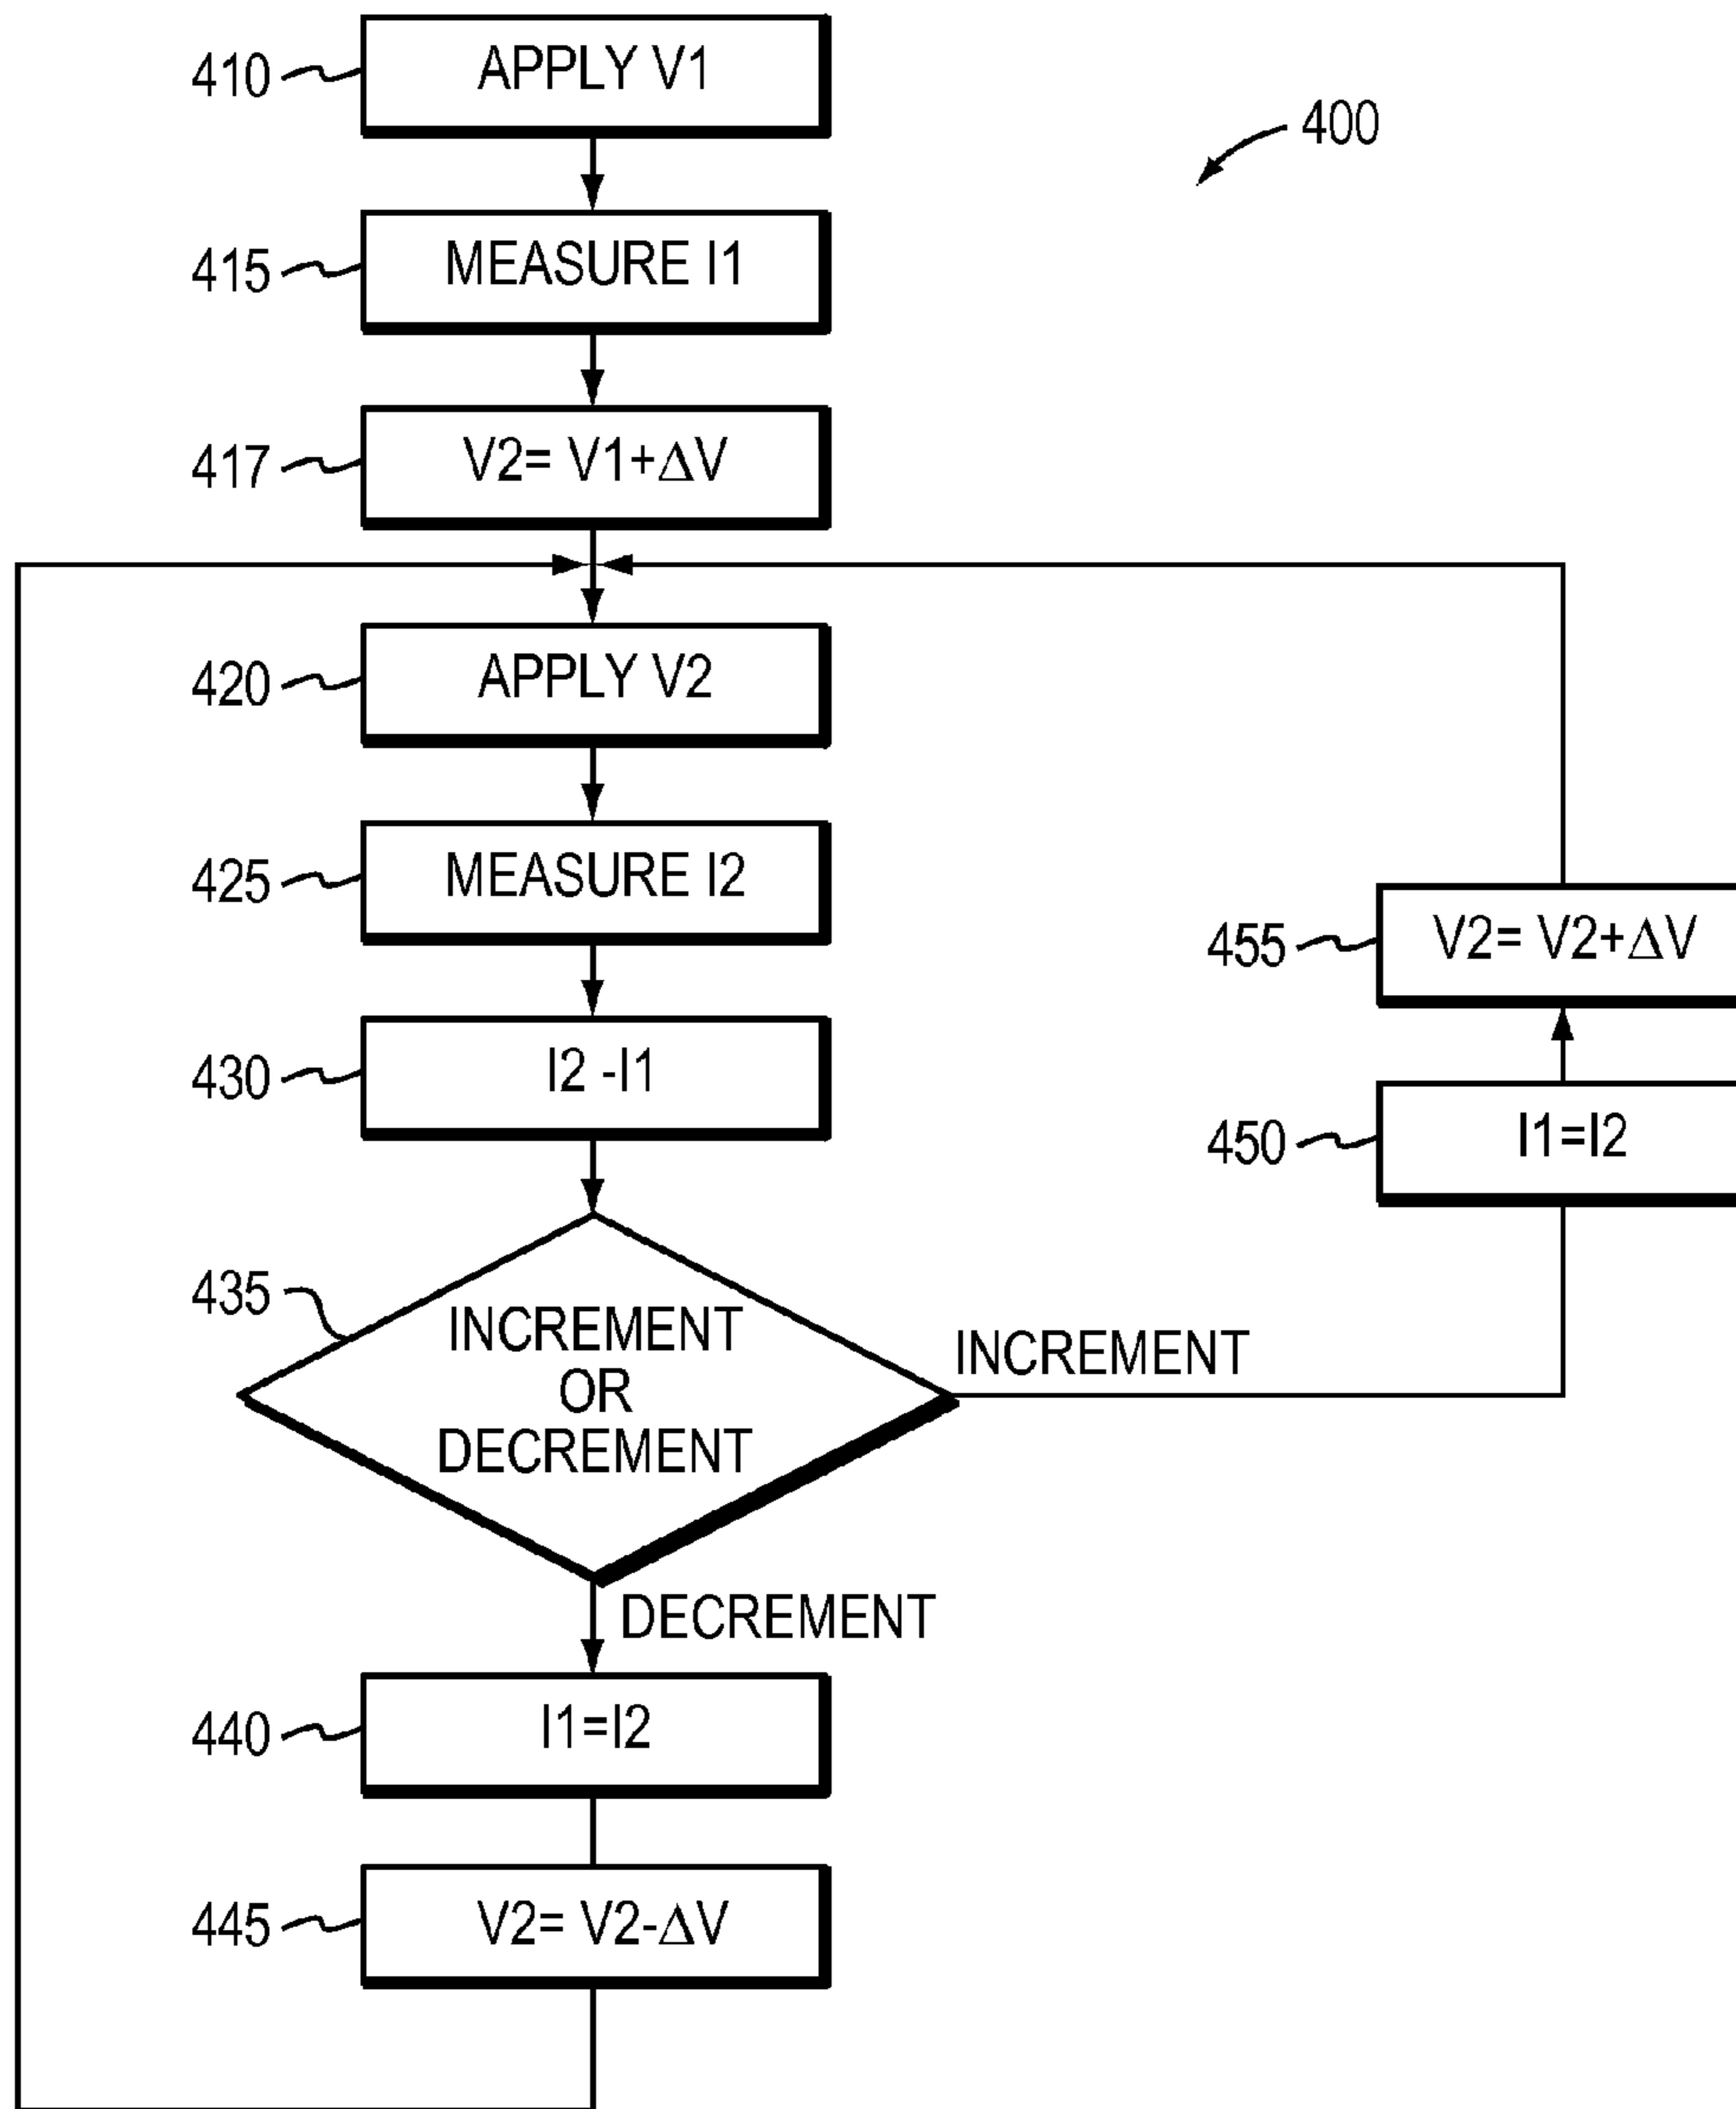 410
APPLY V1
400
415
MEASURE I1
417
V2= V1+ΔV
420
APPLY V2
425
MEASURE I2
455
V2= V2+ΔV
430
I2 -I1
450
I1=I2
435
INCREMENT
OR
DECREMENT
INCREMENT
DECREMENT
440
I1=I2
445
V2= V2-ΔV